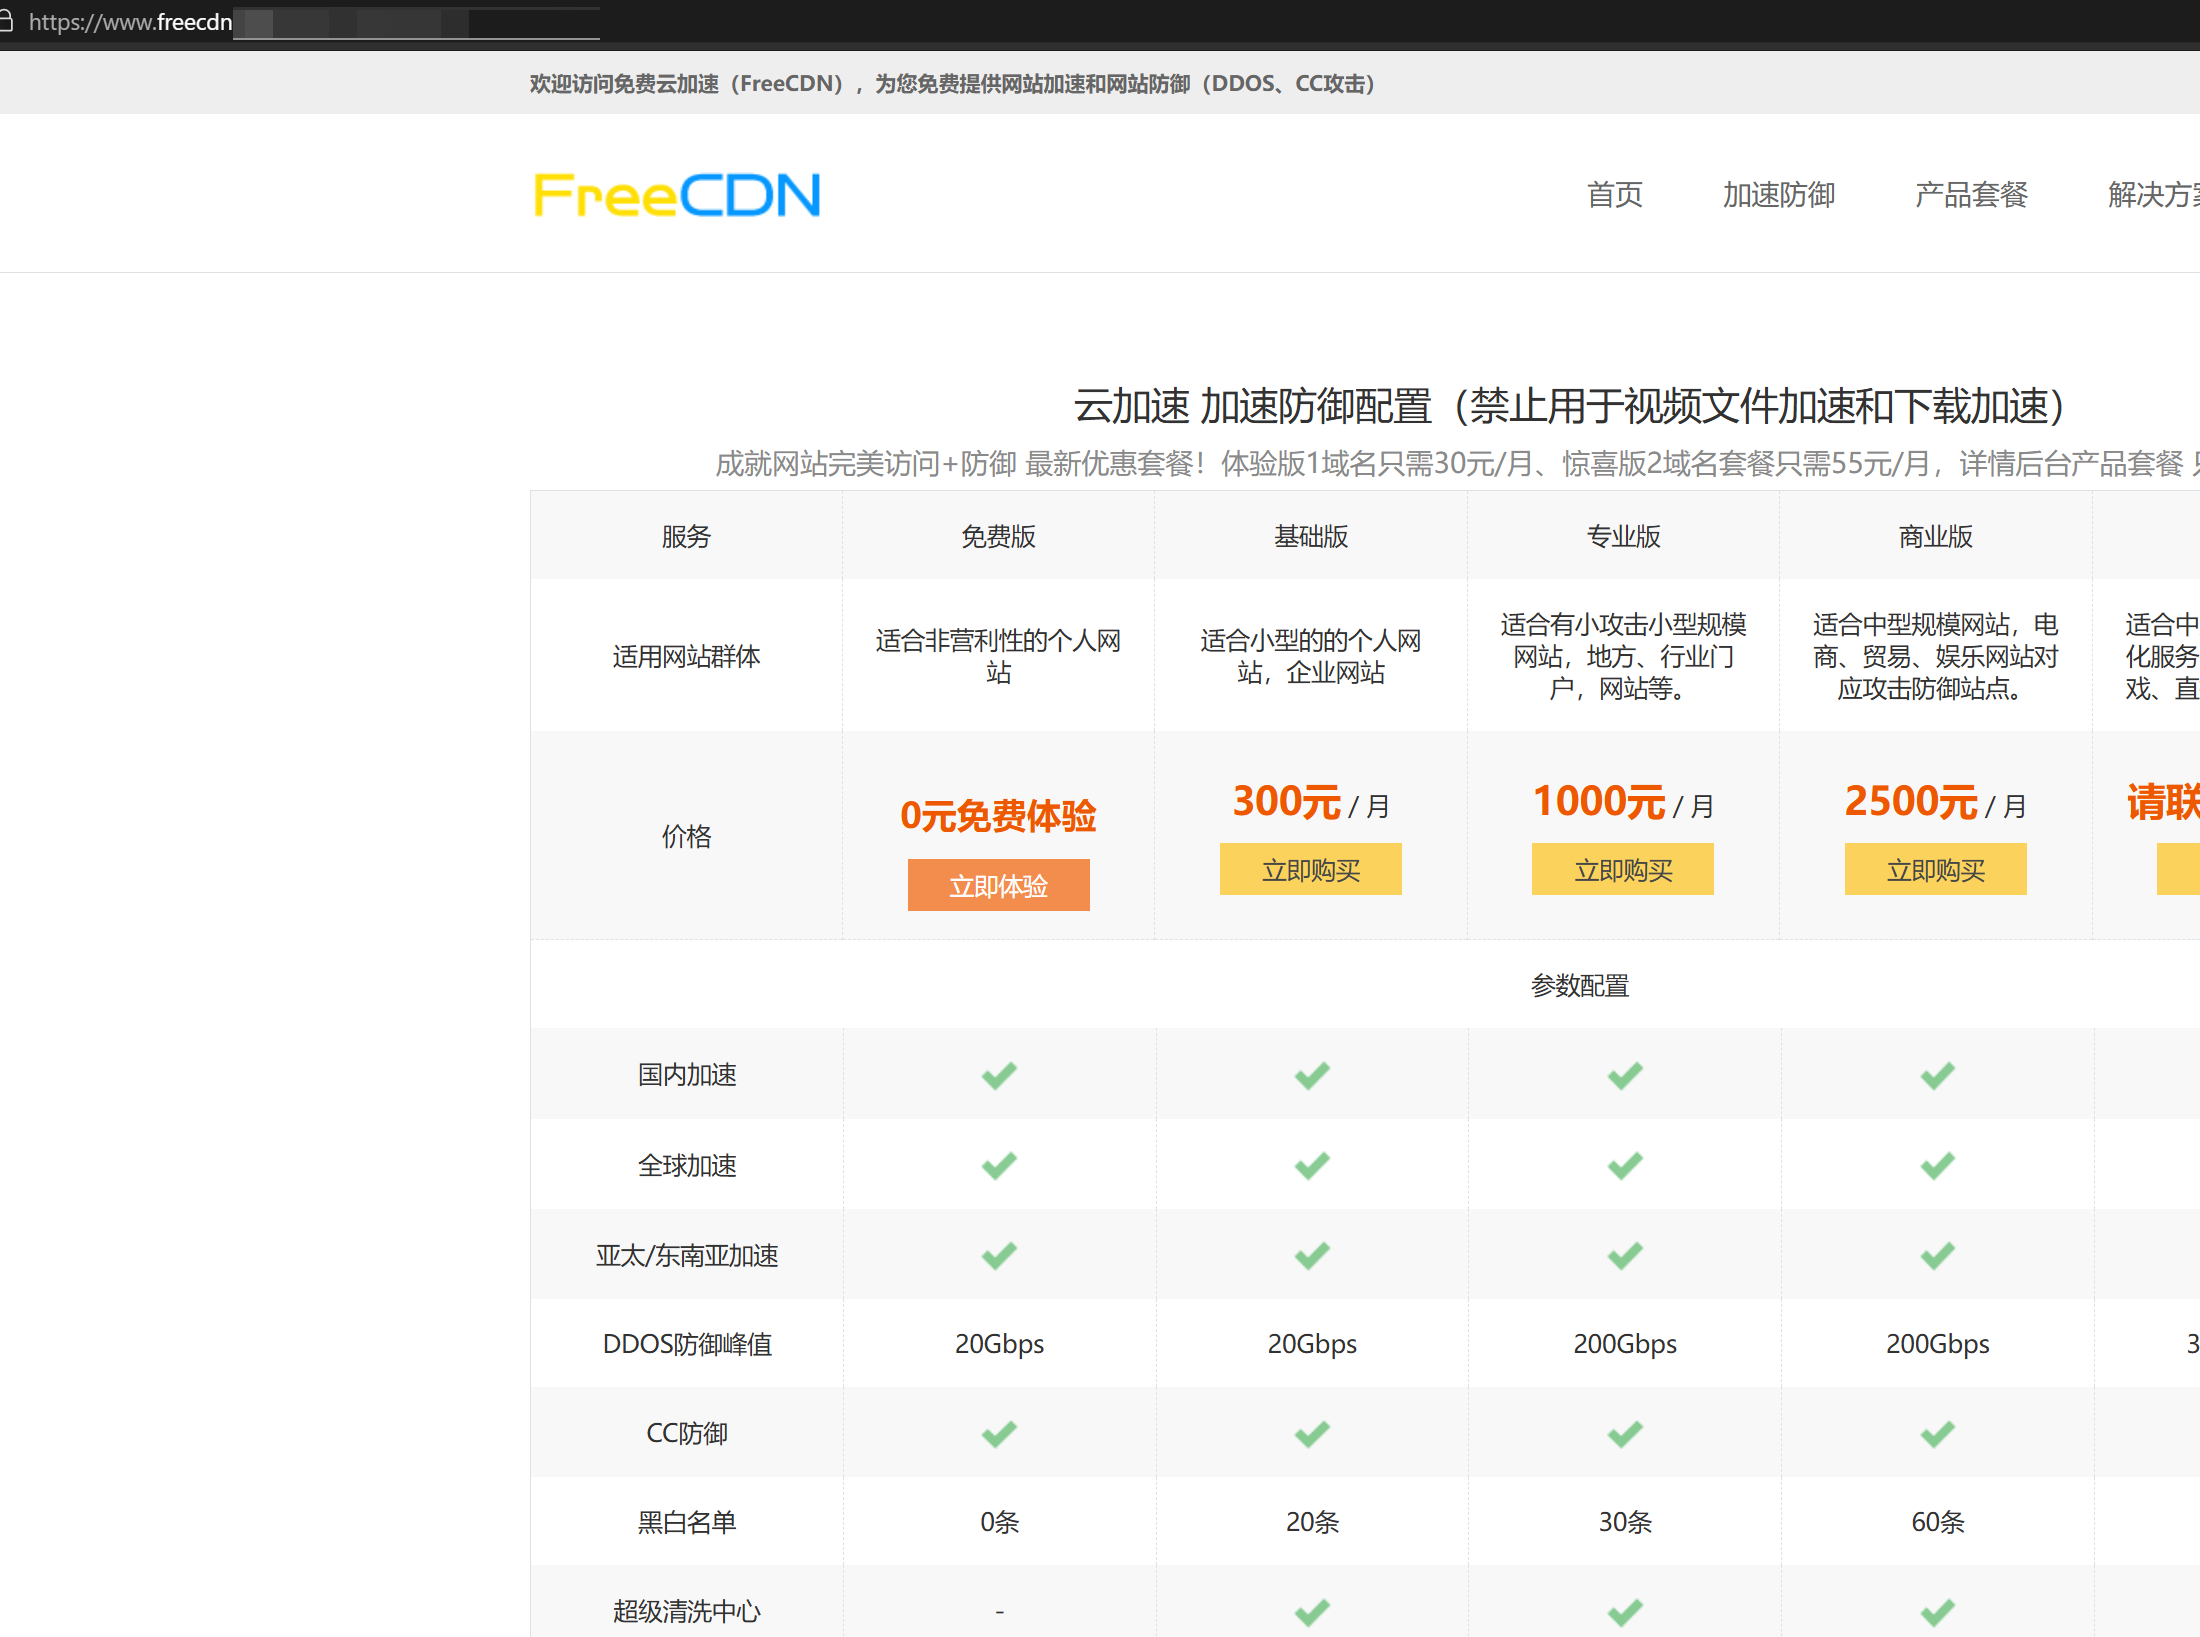 https://www.freecdn
欢迎访问免费云加速（FreeCDN），为您免费提供网站加速和网站防御（DDOS、CC攻击）
FreeCDN
首页 加速防御 产品套餐 解决方案
云加速 加速防御配置（禁止用于视频文件加速和下载加速）
成就网站完美访问+防御 最新优惠套餐！体验版1域名只需30元/月、惊喜版2域名套餐只需55元/月，详情后台产品套餐
服务 免费版 基础版 专业版 商业版
适用网站群体
适合非营利性的个人网
站
适合小型的的个人网
站，企业网站
适合有小攻击小型规模
网站，地方、行业门
户，网站等。
适合中型规模网站，电
商、贸易、娱乐网站对
应攻击防御站点。
适合中
化服务
戏、直
价格
0元免费体验
立即体验
300元 / 月
立即购买
1000元 / 月
立即购买
2500元 / 月
立即购买
请联
参数配置
国内加速
全球加速
亚太/东南亚加速
DDOS防御峰值 20Gbps 20Gbps 200Gbps 200Gbps 3
CC防御
黑白名单 0条 20条 30条 60条
超级清洗中心 -